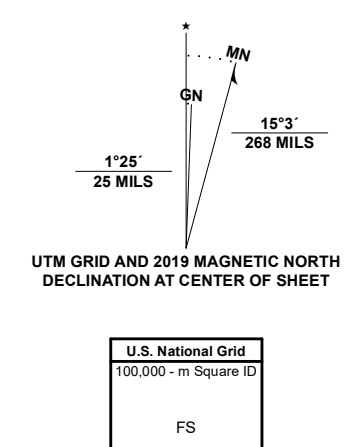 ★
MN
GN
15°3´
268 MILS
1°25´
25 MILS
UTM GRID AND 2019 MAGNETIC NORTH
DECLINATION AT CENTER OF SHEET
U.S. National Grid
100,000 - m Square ID
FS